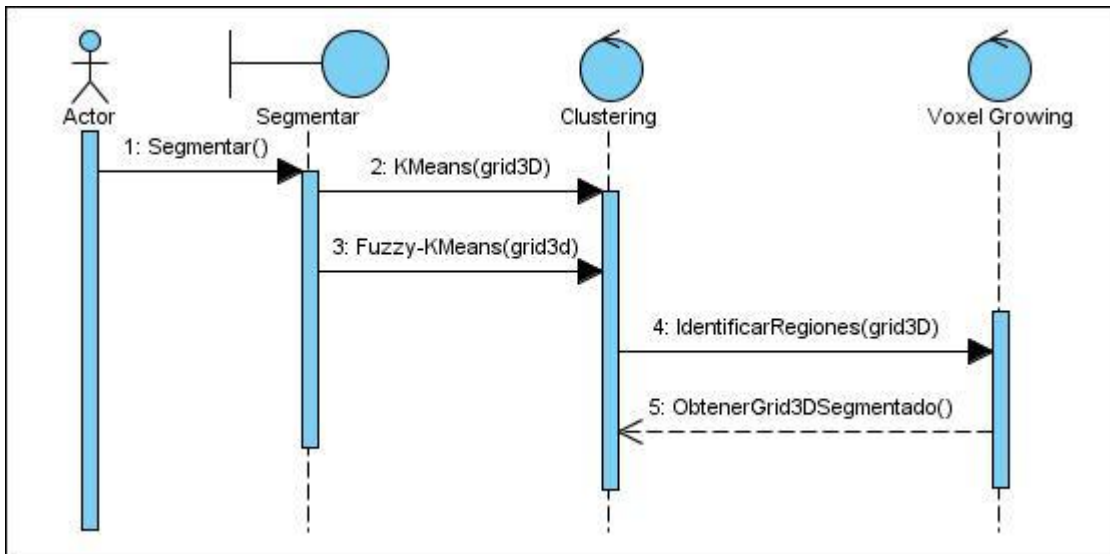 Actor
Segmentar
Clustering
Voxel Growing
1: Segmentar()
2: KMeans(grid3D)
3: Fuzzy-KMeans(grid3d)
4: IdentificarRegiones(grid3D)
5: ObtenerGrid3DSegmentado()